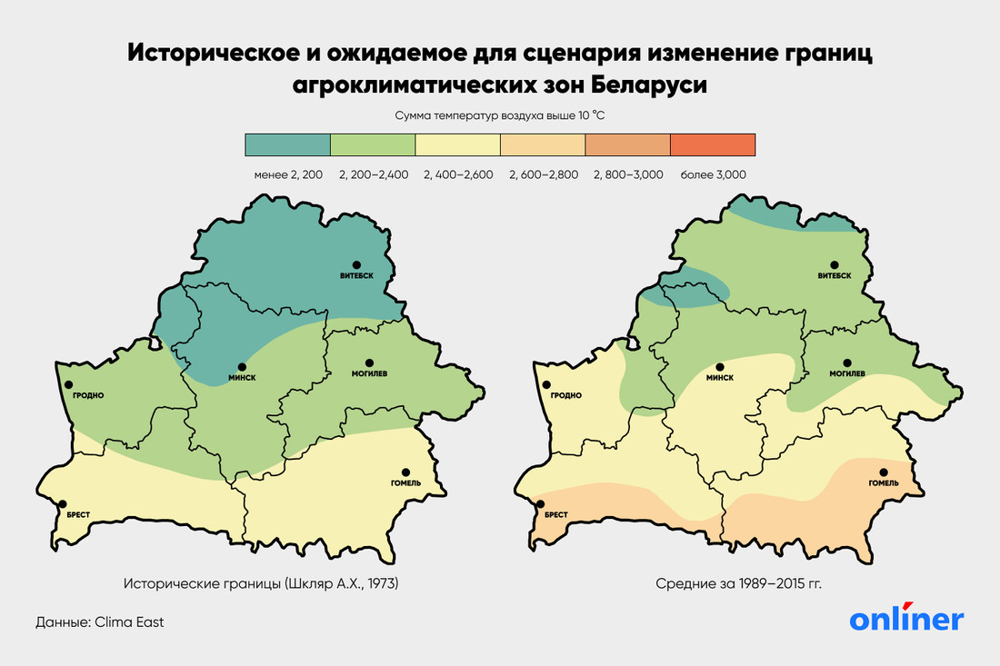 Историческое и ожидаемое для сценария изменение границ
агроклиматических зон Беларуси
Сумма температур воздуха выше 10 °C
менее 2, 200
2, 200–2,400
2, 400–2,600
2, 600–2,800
2, 800–3,000
более 3,000
ВИТЕБСК
МИНСК
МОГИЛЕВ
ГРОДНО
ГОМЕЛЬ
БРЕСТ
ВИТЕБСК
МИНСК
МОГИЛЕВ
ГРОДНО
ГОМЕЛЬ
БРЕСТ
Исторические границы (Шкляр А.Х., 1973)
Средние за 1989–2015 гг.
Данные: Clima East
onlíner